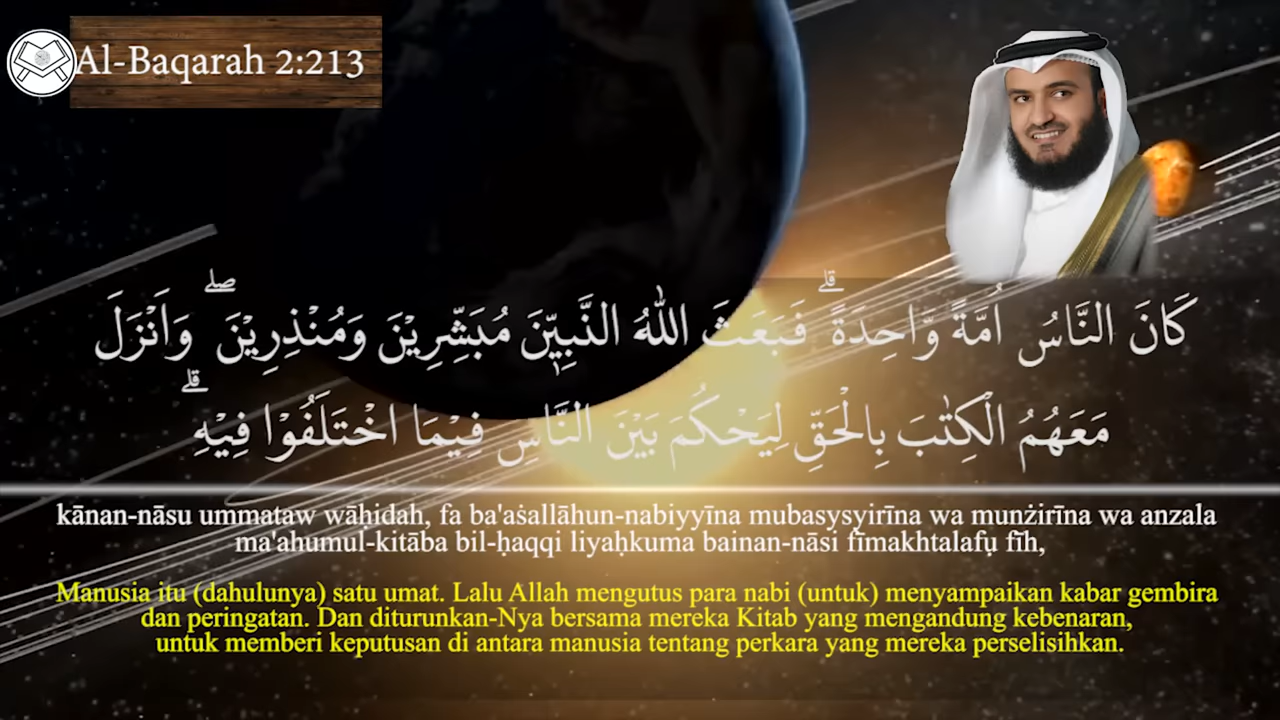 Al-Baqarah 2:213
كَانَ النَّاسُ اُمَّةً وَّاحِدَةً ۗ فَبَعَثَ اللّٰهُ النَّبِيّٖنَ مُبَشِّرِيْنَ وَمُنْذِرِيْنَ ۖ وَاَنْزَلَ
مَعَهُمُ الْكِتٰبَ بِالْحَقِّ لِيَحْكُمَ بَيْنَ النَّاسِ فِيْمَا اخْتَلَفُوْا فِيْهِ ۗ
kānan-nāsu ummataw wāḥidah, fa ba'aṡallāhun-nabiyyīna mubasysyirīna wa munżirīna wa anzala
ma'ahumul-kitāba bil-ḥaqqi liyaḥkuma bainan-nāsi fīmakhtalafụ fīh,
Manusia itu (dahulunya) satu umat. Lalu Allah mengutus para nabi (untuk) menyampaikan kabar gembira
dan peringatan. Dan diturunkan-Nya bersama mereka Kitab yang mengandung kebenaran,
untuk memberi keputusan di antara manusia tentang perkara yang mereka perselisihkan.